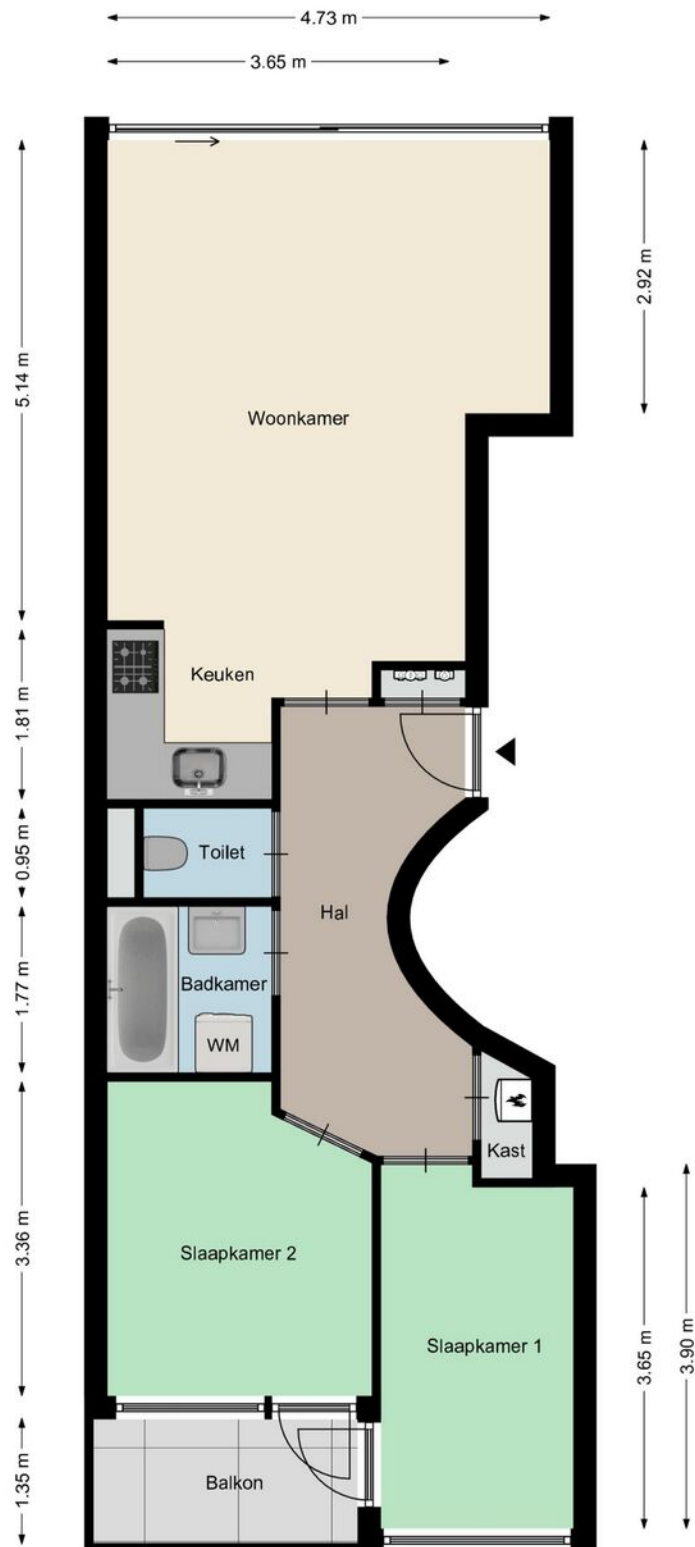 4.73 m
3.65 m
5.14 m
2.92 m
Woonkamer
Keuken
1.81 m
0.95 m
Toilet
Hal
1.77 m
Badkamer
WM
Kast
3.36 m
Slaapkamer 2
Slaapkamer 1
3.65 m
3.90 m
1.35 m
Balkon